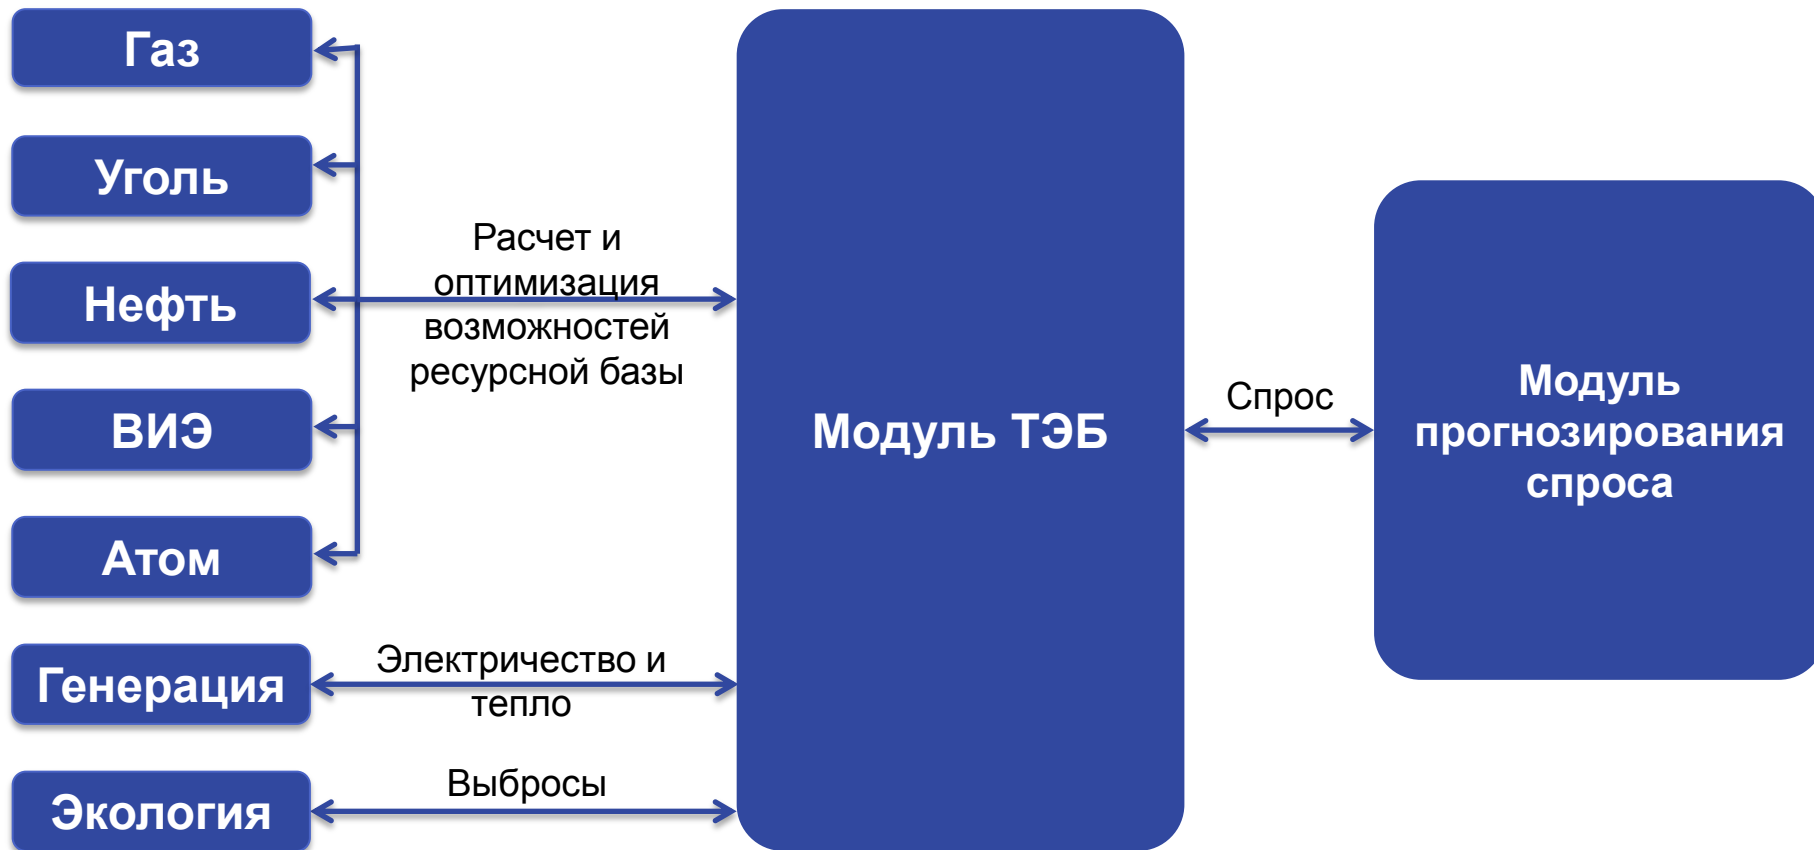 Газ
Уголь
Нефть
ВИЭ
Атом
Генерация
Экология
Расчет и
оптимизация
возможностей
ресурсной базы
Электричество и
тепло
Выбросы
Модуль ТЭБ
Спрос
Модуль
прогнозирования
спроса